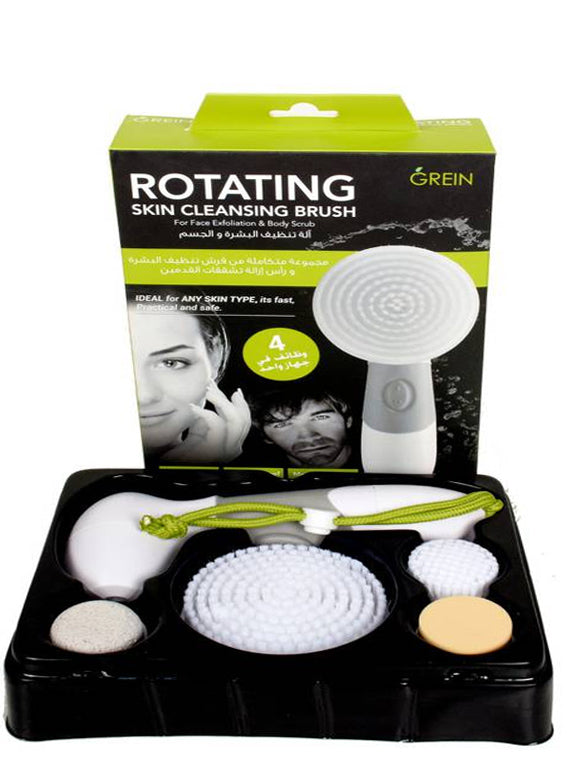 GREIN
GREIN
ROTATING
SKIN CLEANSING BRUSH
For Face Exfoliation & Body Scrub
آلة تنظيف البشرة و الجسم
مجموعة متكاملة من فرش تنظيف البشرة
و رأس إزالة تشققات القدمين
IDEAL for ANY SKIN TYPE, its fast,
Practical and safe.
4
وظائف في
جهاز واحد